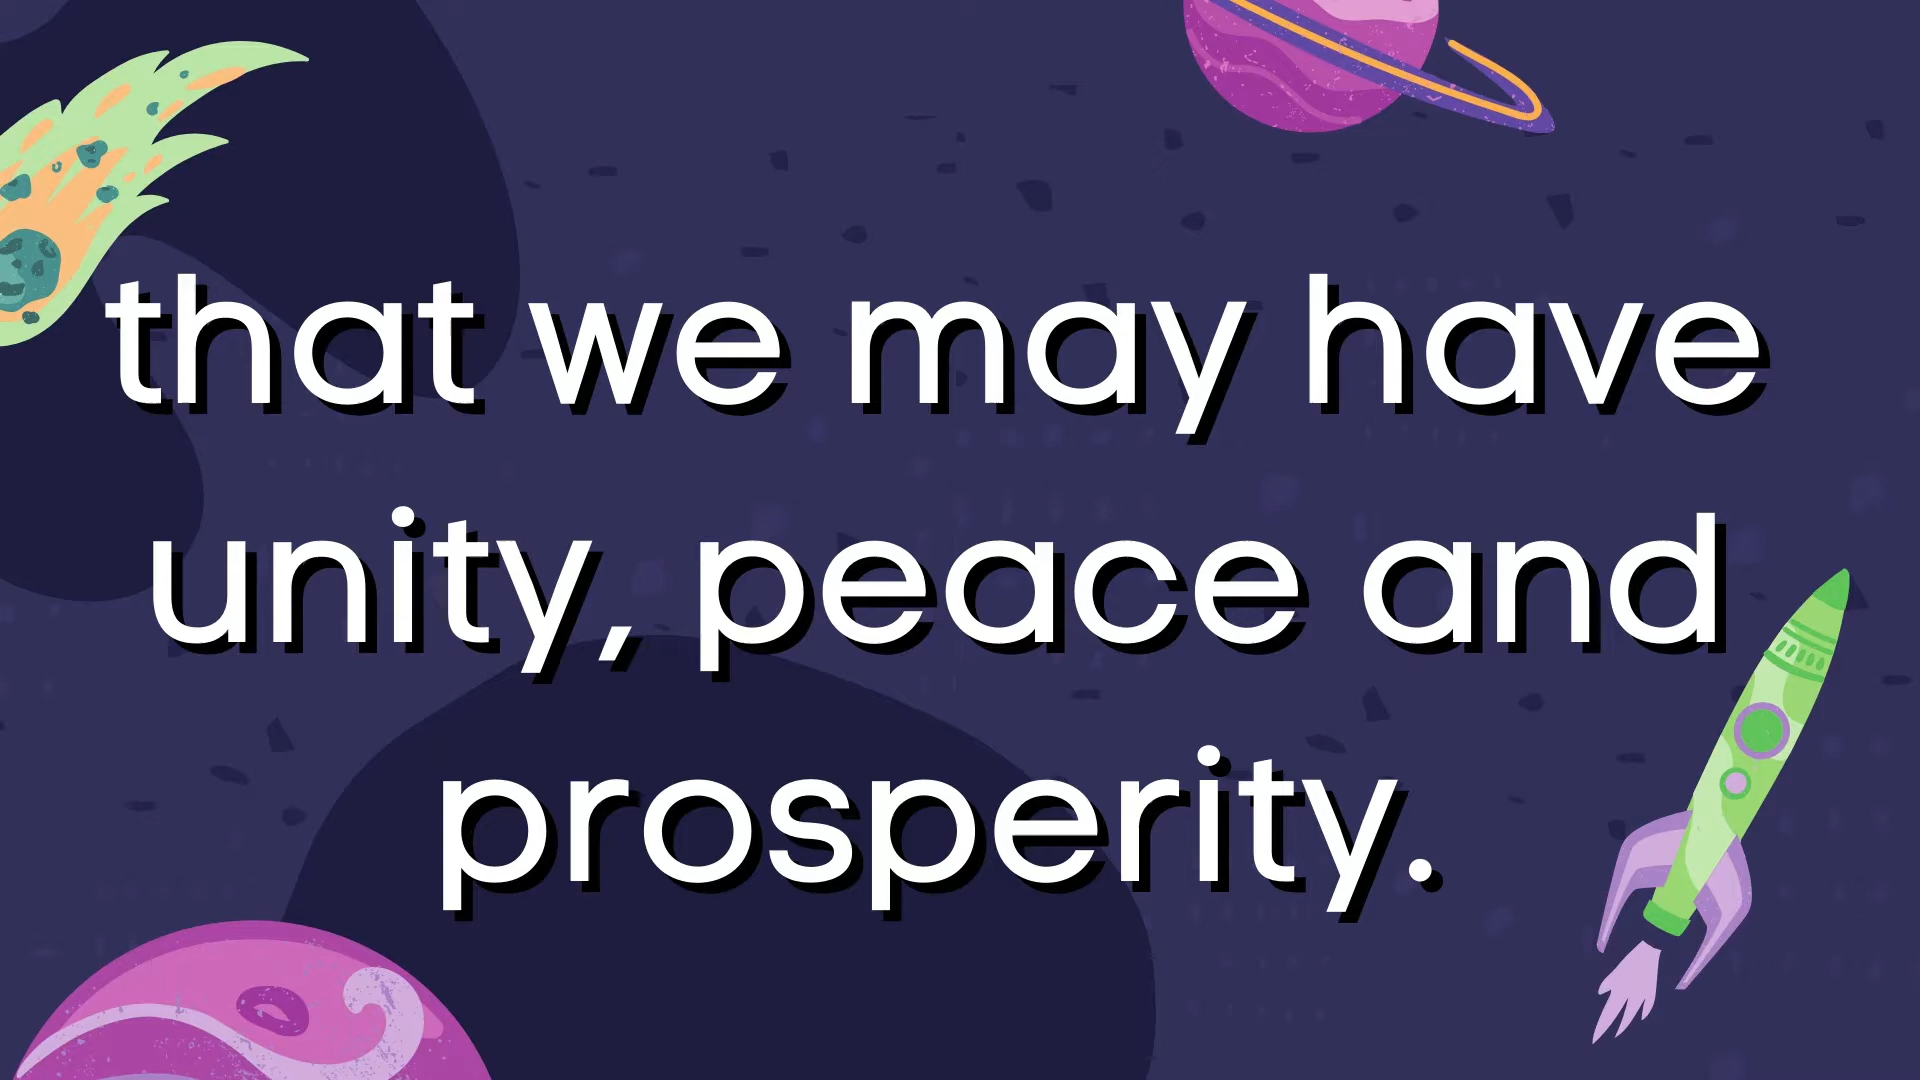 that we may have
unity, peace and
prosperity.